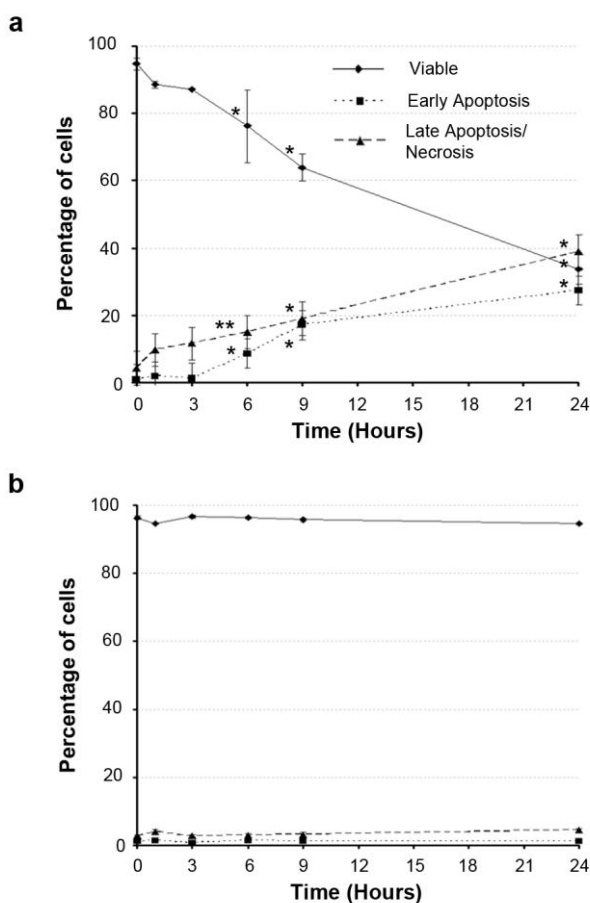 a
100
80
60
40
20
0
Percentage of cells
Viable
Early Apoptosis
Late Apoptosis/
Necrosis
*
*
**
*
*
*
*
*
*
0 3 6 9 12 15 18 21 24
Time (Hours)
b
100
80
60
40
20
0
Percentage of cells
0 3 6 9 12 15 18 21 24
Time (Hours)